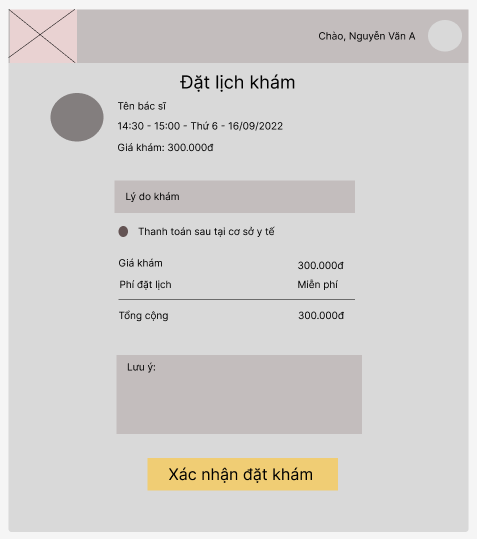 Chào, Nguyễn Văn A
Đặt lịch khám
Tên bác sĩ
14:30 - 15:00 - Thứ 6 - 16/09/2022
Giá khám: 300.000đ
Lý do khám
Thanh toán sau tại cơ sở y tế
Giá khám 300.000đ
Phí đặt lịch Miễn phí
Tổng cộng 300.000đ
Lưu ý:
Xác nhận đặt khám